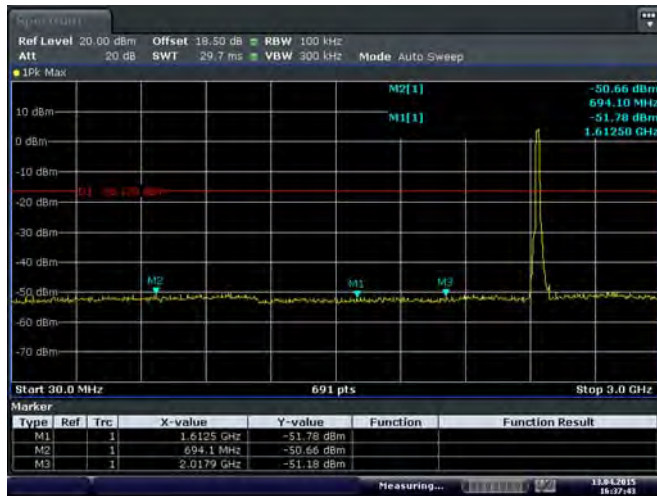 Spectrum
Ref Level 20.00 dBm Offset 18.50 dB RBW 100 kHz
Att 20 dB SWT 29.7 ms VBW 300 kHz Mode Auto Sweep
1Pk Max
M2[1] -50.66 dBm
694.10 MHz
M1[1] -51.78 dBm
1.61250 GHz
10 dBm
0 dBm
-10 dBm
D1
-20 dBm
-30 dBm
-40 dBm
M2 M1 M3
-50 dBm
-60 dBm
-70 dBm
Start 30.0 MHz 691 pts Stop 3.0 GHz
Marker
Type Ref Trc X-value Y-value Function Function Result
M1 1 1.6125 GHz -51.78 dBm
M2 1 694.1 MHz -50.66 dBm
M3 1 2.0179 GHz -51.18 dBm
Measuring... 13.04.2015
16:37:43